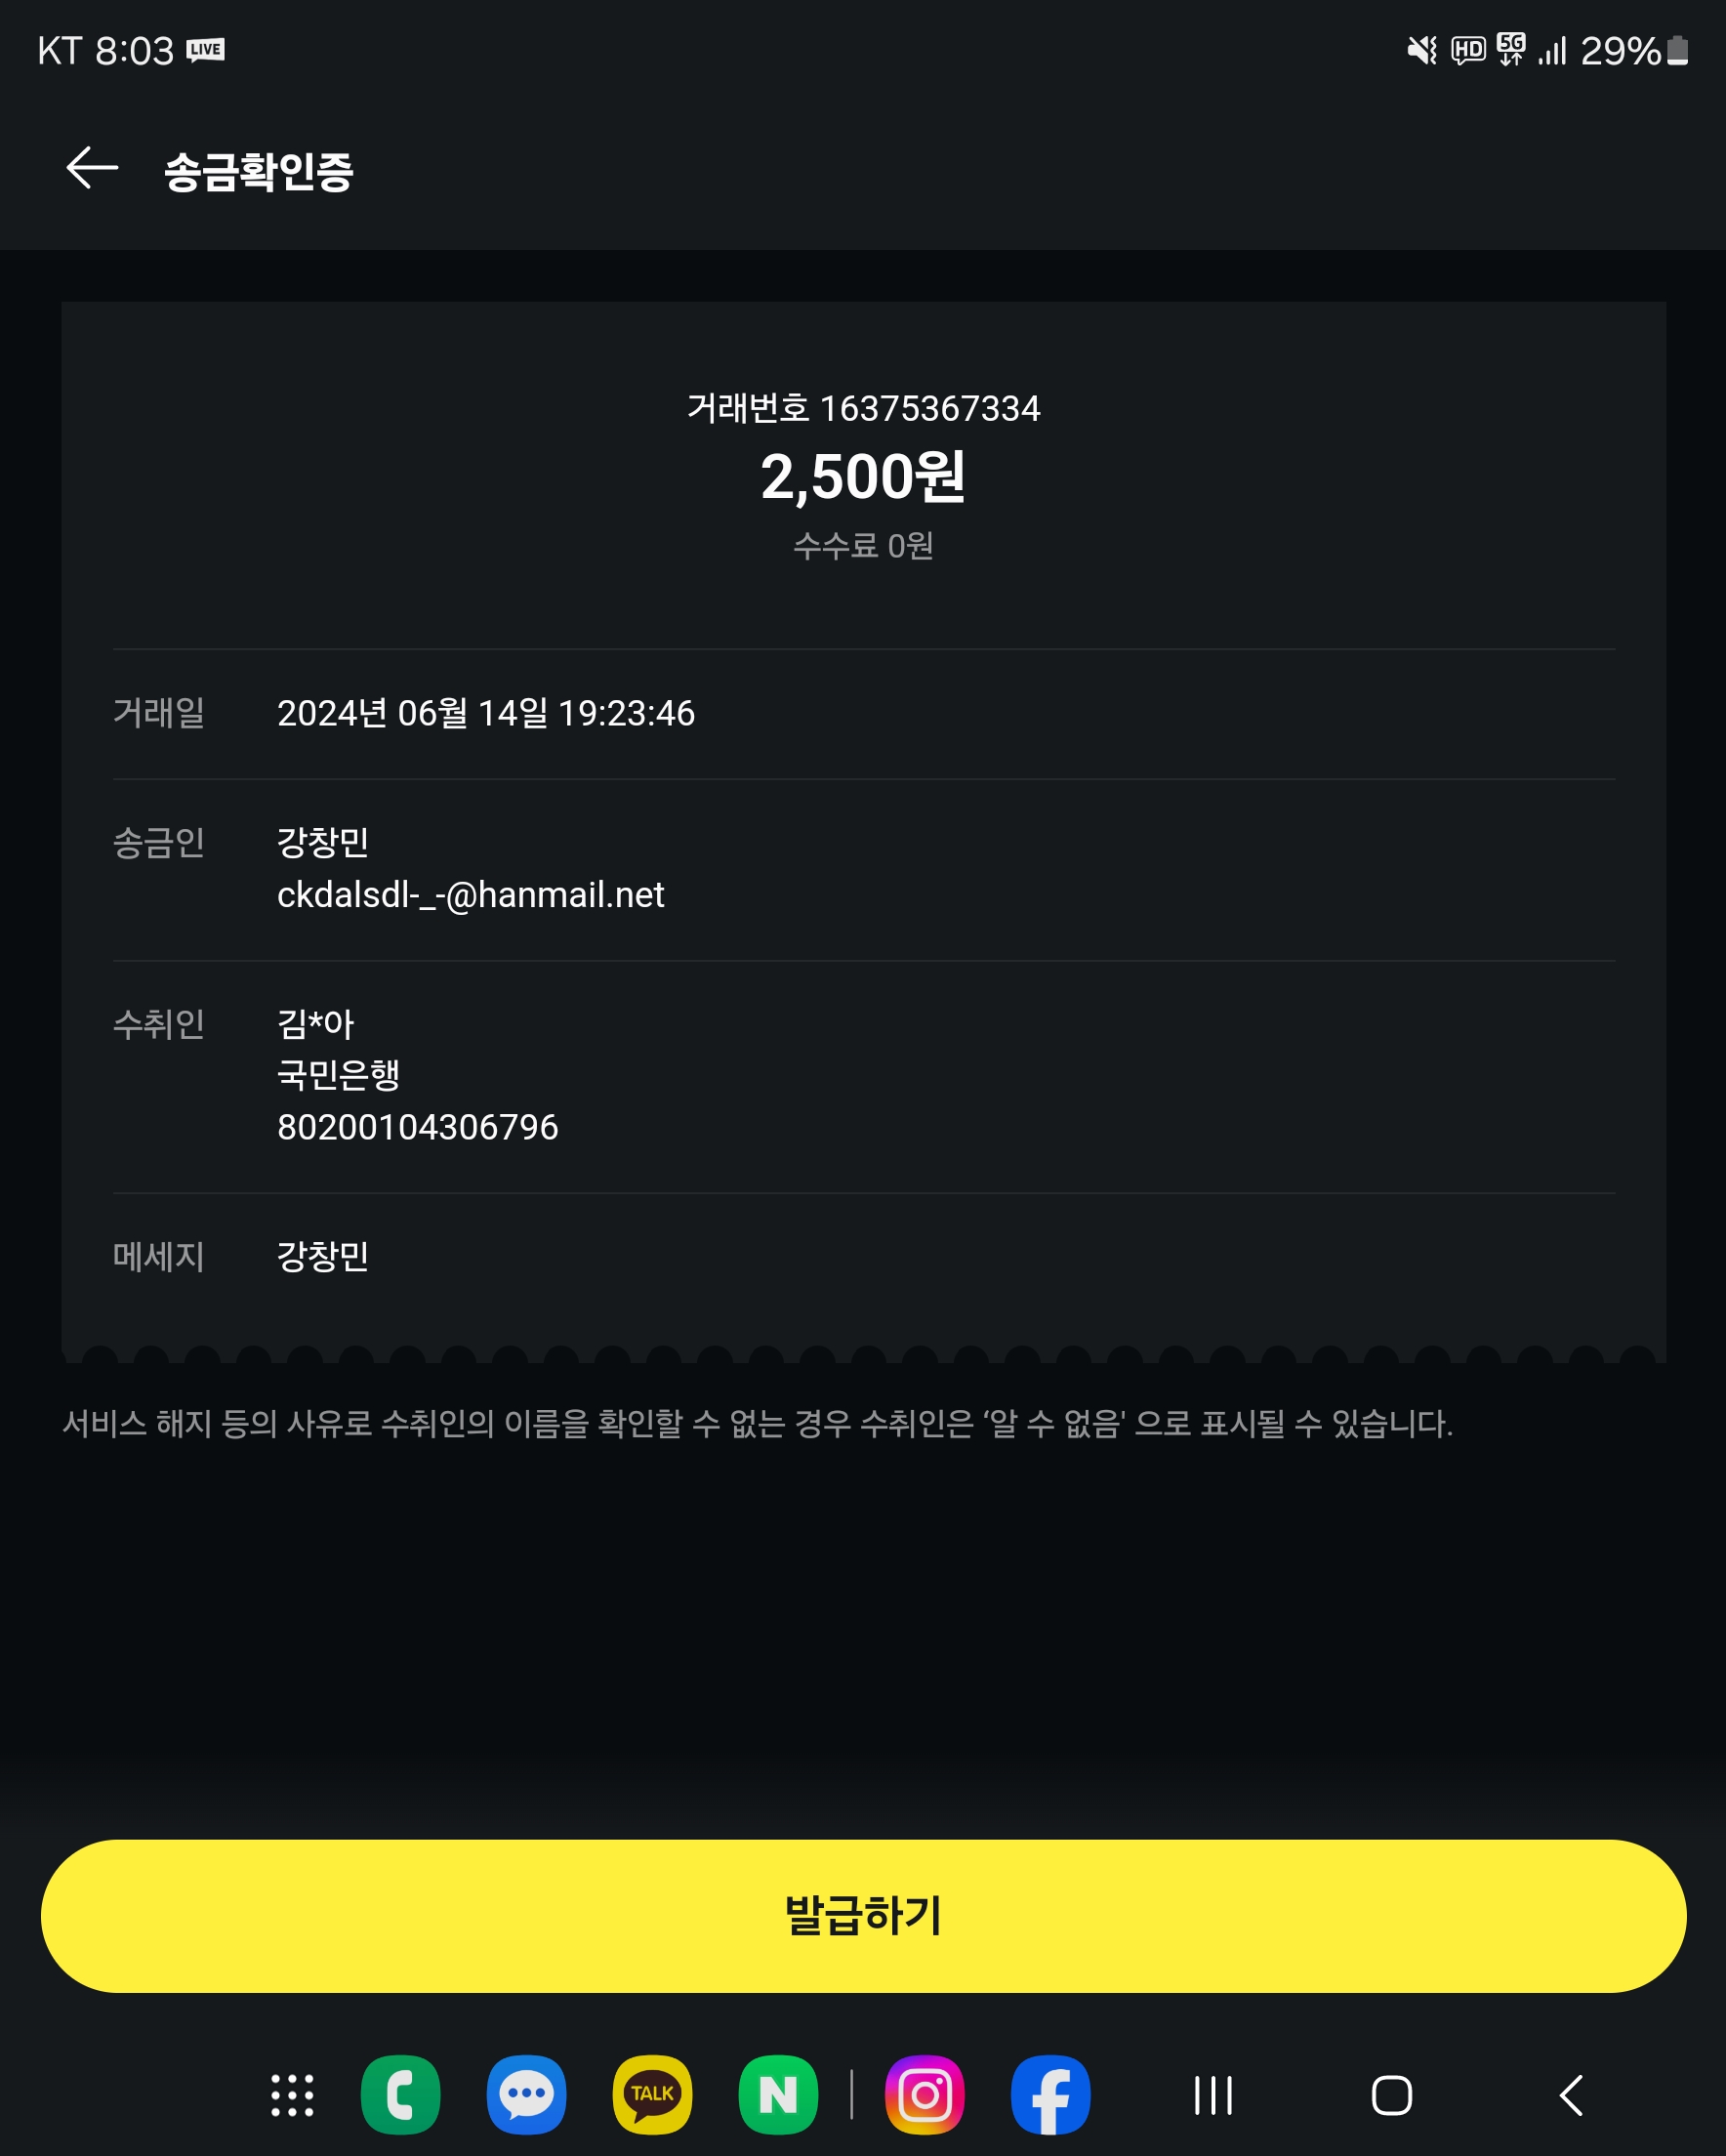 KT 8:03 LIVE
HD 5G 29%
송금확인증
거래번호 16375367334
2,500원
수수료 0원
거래일 2024년 06월 14일 19:23:46
송금인 강창민
ckdalsdl-_-@hanmail.net
수취인 김*아
국민은행
80200104306796
메세지 강창민
서비스 해지 등의 사유로 수취인의 이름을 확인할 수 없는 경우 수취인은 ‘알 수 없음' 으로 표시될 수 있습니다.
발급하기
TALK N